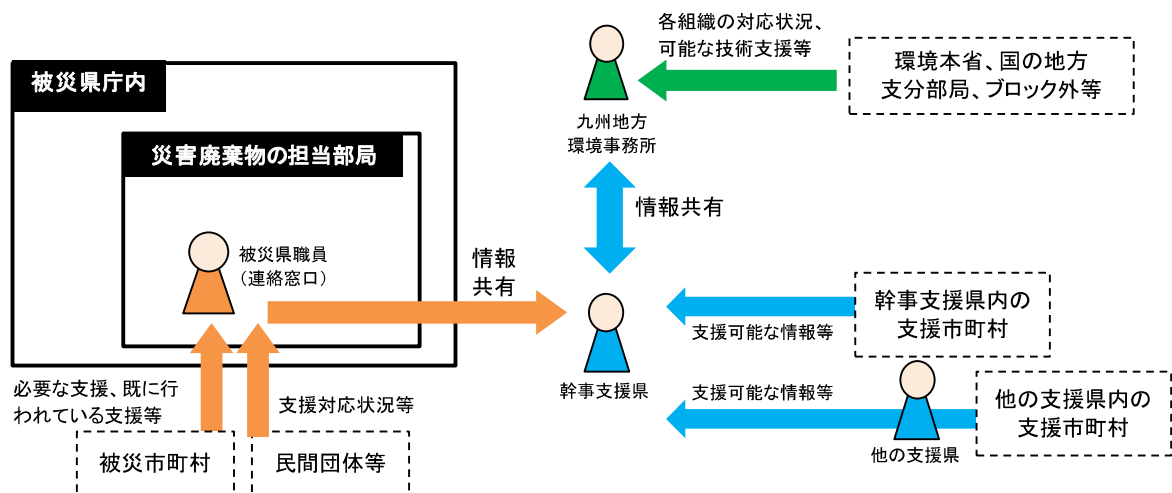 被災県庁内
災害廃棄物の担当部局
被災県職員
(連絡窓口)
情報
共有
必要な支援、既に行
われている支援等
支援対応状況等
被災市町村
民間団体等
各組織の対応状況、
可能な技術支援等
環境本省、国の地方
支分部局、ブロック外等
九州地方
環境事務所
情報共有
幹事支援県
幹事支援県内の
支援市町村
支援可能な情報等
支援可能な情報等
他の支援県
他の支援県内の
支援市町村